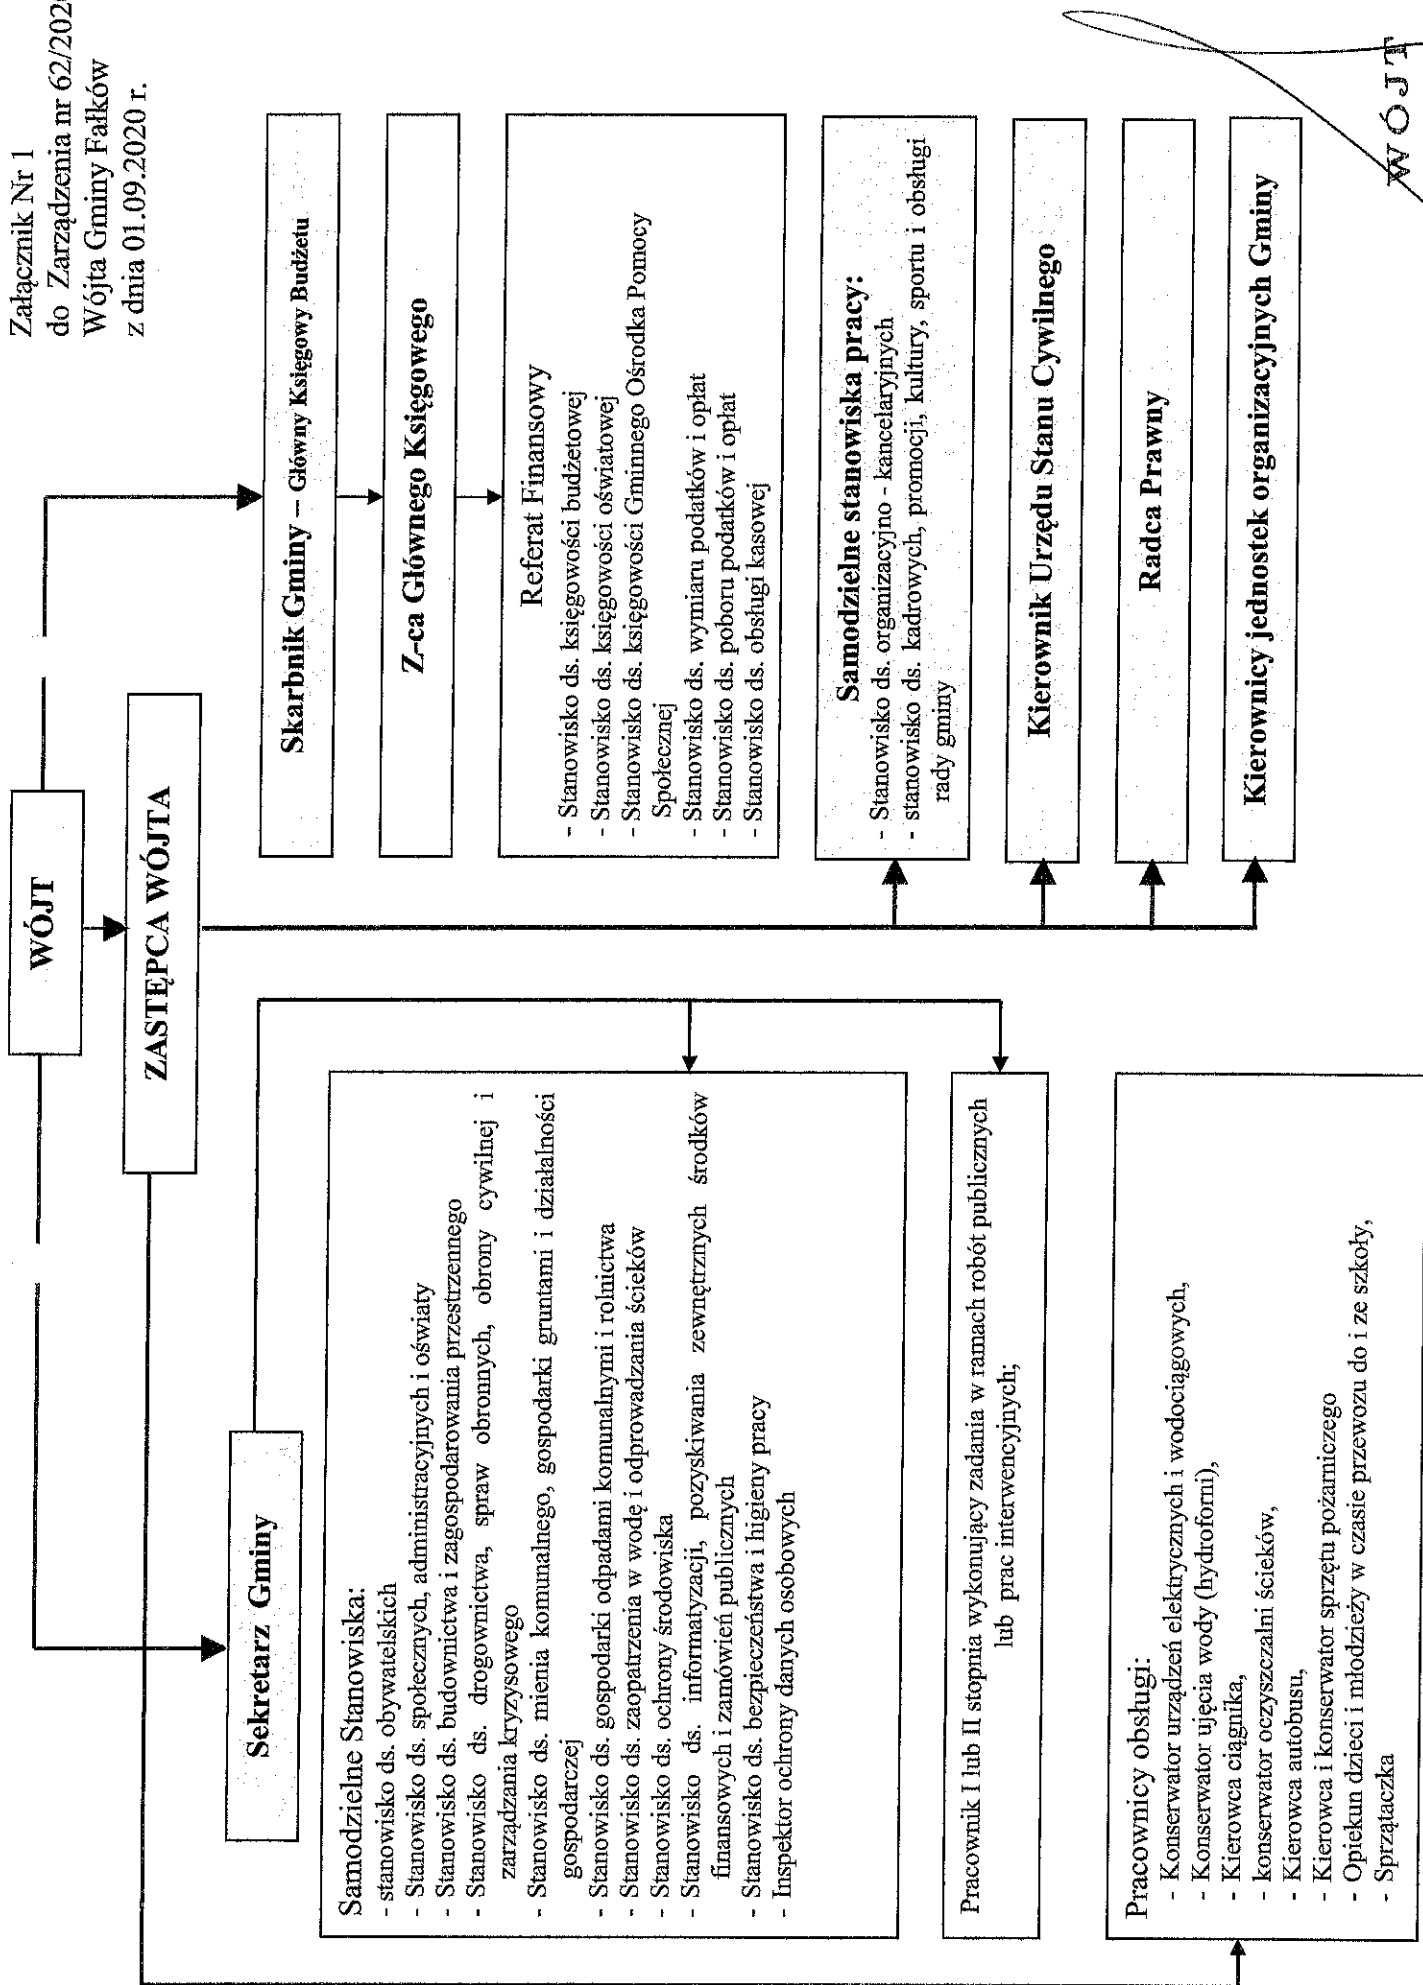 Załącznik Nr 1
do Zarządzenia nr 62/202
Wójta Gminy Fałków
z dnia 01.09.2020 r.
WÓJT
ZASTĘPCA WÓJTA
Sekretarz Gminy
Samodzielne Stanowiska:
- stanowisko ds. obywatelskich
- Stanowisko ds. społecznych, administracyjnych i oświaty
- Stanowisko ds. budownictwa i zagospodarowania przestrzennego
- Stanowisko ds. drogownictwa, spraw obronnych, obrony cywilnej i
zarządzania kryzysowego
- Stanowisko ds. mienia komunalnego, gospodarki gruntami i działalności
gospodarczej
- Stanowisko ds. gospodarki odpadami komunalnymi i rolnictwa
- Stanowisko ds. zaopatrzenia w wodę i odprowadzania ścieków
- Stanowisko ds. ochrony środowiska
- Stanowisko ds. informatyzacji, pozyskiwania zewnętrznych środków
finansowych i zamówień publicznych
- Stanowisko ds. bezpieczeństwa i higieny pracy
- Inspektor ochrony danych osobowych
Pracownik I lub II stopnia wykonujący zadania w ramach robót publicznych
lub prac interwencyjnych;
Pracownicy obsługi:
- Konserwator urządzeń elektrycznych i wodociągowych,
- Konserwator ujęcia wody (hydroforni),
- Kierowca ciągnika,
- konserwator oczyszczalni ścieków,
- Kierowca autobusu,
- Kierowca i konserwator sprzętu pożarniczego
- Opiekun dzieci i młodzieży w czasie przewozu do i ze szkoły,
- Sprzątaczka
Skarbnik Gminy – Główny Księgowy Budżetu
Z-ca Głównego Księgowego
Referat Finansowy
- Stanowisko ds. księgowości budżetowej
- Stanowisko ds. księgowości oświatowej
- Stanowisko ds. księgowości Gminnego Ośrodka Pomocy
Społecznej
- Stanowisko ds. wymiaru podatków i opłat
- Stanowisko ds. poboru podatków i opłat
- Stanowisko ds. obsługi kasowej
Samodzielne stanowiska pracy:
- Stanowisko ds. organizacyjno - kancelaryjnych
- stanowisko ds. kadrowych, promocji, kultury, sportu i obsługi
rady gminy
Kierownik Urzędu Stanu Cywilnego
Radca Prawny
Kierownicy jednostek organizacyjnych Gminy
WÓJT